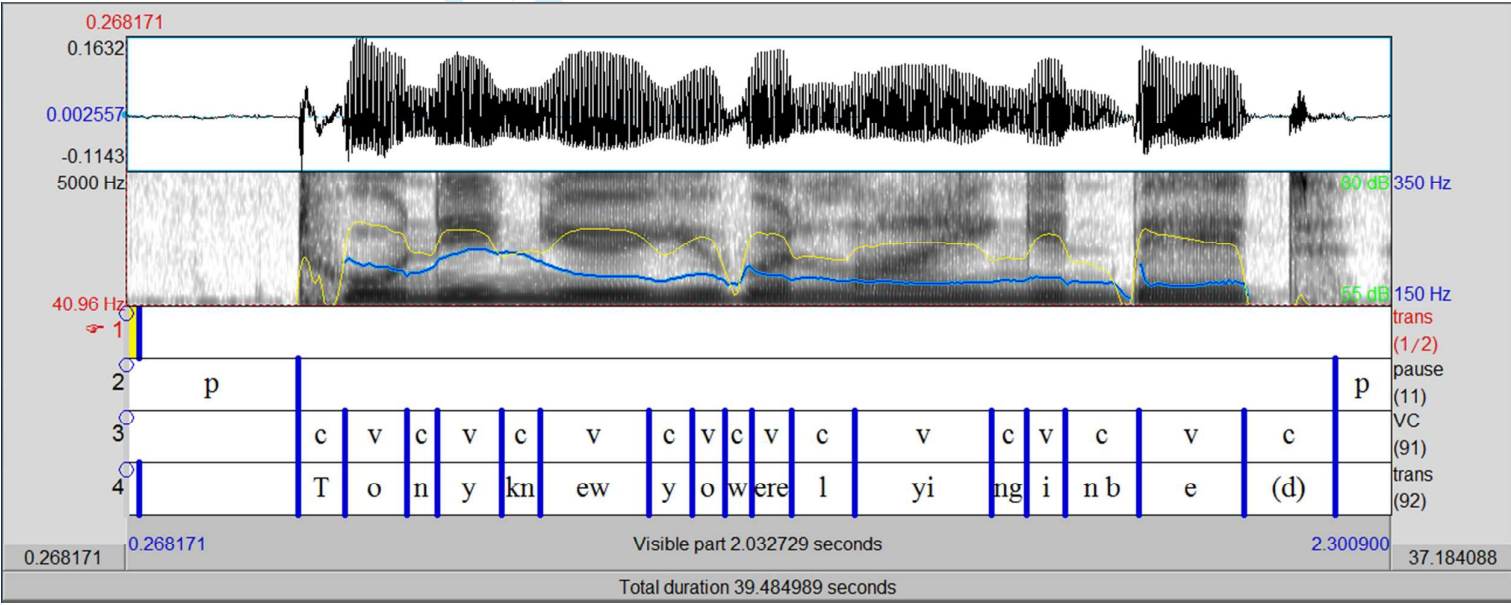 0.268171
0.1632
0.002557
-0.1143
5000 Hz 80 dB 350 Hz
40.96 Hz 55 dB 150 Hz
☞ 1 trans
(1/2)
2 p p pause
(11)
3 c v c v c v c v c v c v c v c v c VC
(91)
4 T o n y kn ew y o w ere l yi ng i n b e (d) trans
(92)
0.268171 Visible part 2.032729 seconds 2.300900
0.268171 37.184088
Total duration 39.484989 seconds